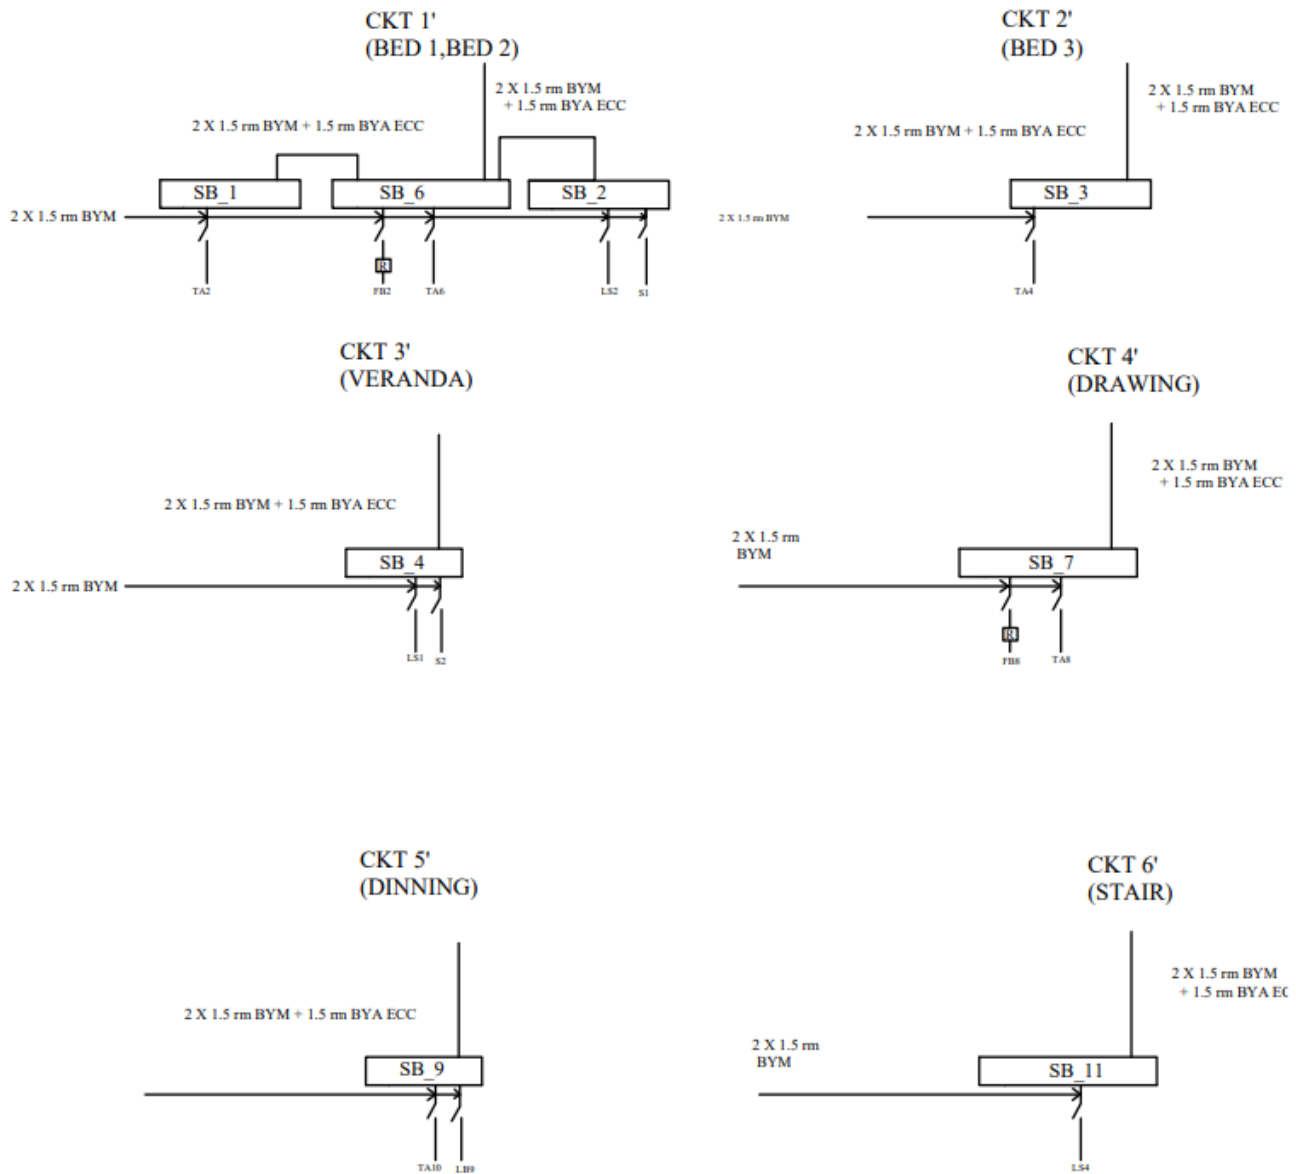 CKT 1'
(BED 1,BED 2)
2 X 1.5 rm BYM
+ 1.5 rm BYA ECC
2 X 1.5 rm BYM + 1.5 rm BYA ECC
SB_1
SB_6
SB_2
2 X 1.5 rm BYM
R
TA2
FB2
TA6
LS2
S1
CKT 2'
(BED 3)
2 X 1.5 rm BYM
+ 1.5 rm BYA ECC
2 X 1.5 rm BYM + 1.5 rm BYA ECC
SB_3
2 X 1.5 rm BYM
TA4
CKT 3'
(VERANDA)
2 X 1.5 rm BYM + 1.5 rm BYA ECC
SB_4
2 X 1.5 rm BYM
LS1
S2
CKT 4'
(DRAWING)
2 X 1.5 rm BYM
+ 1.5 rm BYA ECC
2 X 1.5 rm
BYM
SB_7
R
FB8
TA8
CKT 5'
(DINNING)
2 X 1.5 rm BYM + 1.5 rm BYA ECC
SB_9
TA10
LB9
CKT 6'
(STAIR)
2 X 1.5 rm BYM
+ 1.5 rm BYA EC
2 X 1.5 rm
BYM
SB_11
LS4